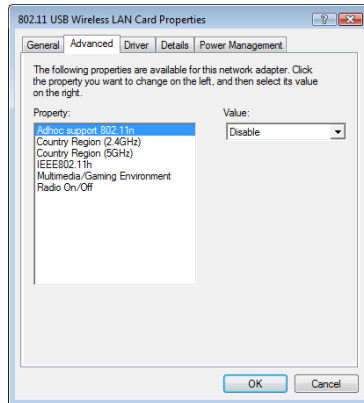 802.11 USB Wireless LAN Card Properties
General Advanced Driver Details Power Management
The following properties are available for this network adapter. Click
the property you want to change on the left, and then select its value
on the right.
Property: Value:
Adhoc support 802.11n Disable
Country Region (2.4GHz)
Country Region (5GHz)
IEEE802.11h
Multimedia/Gaming Environment
Radio On/Off
OK Cancel